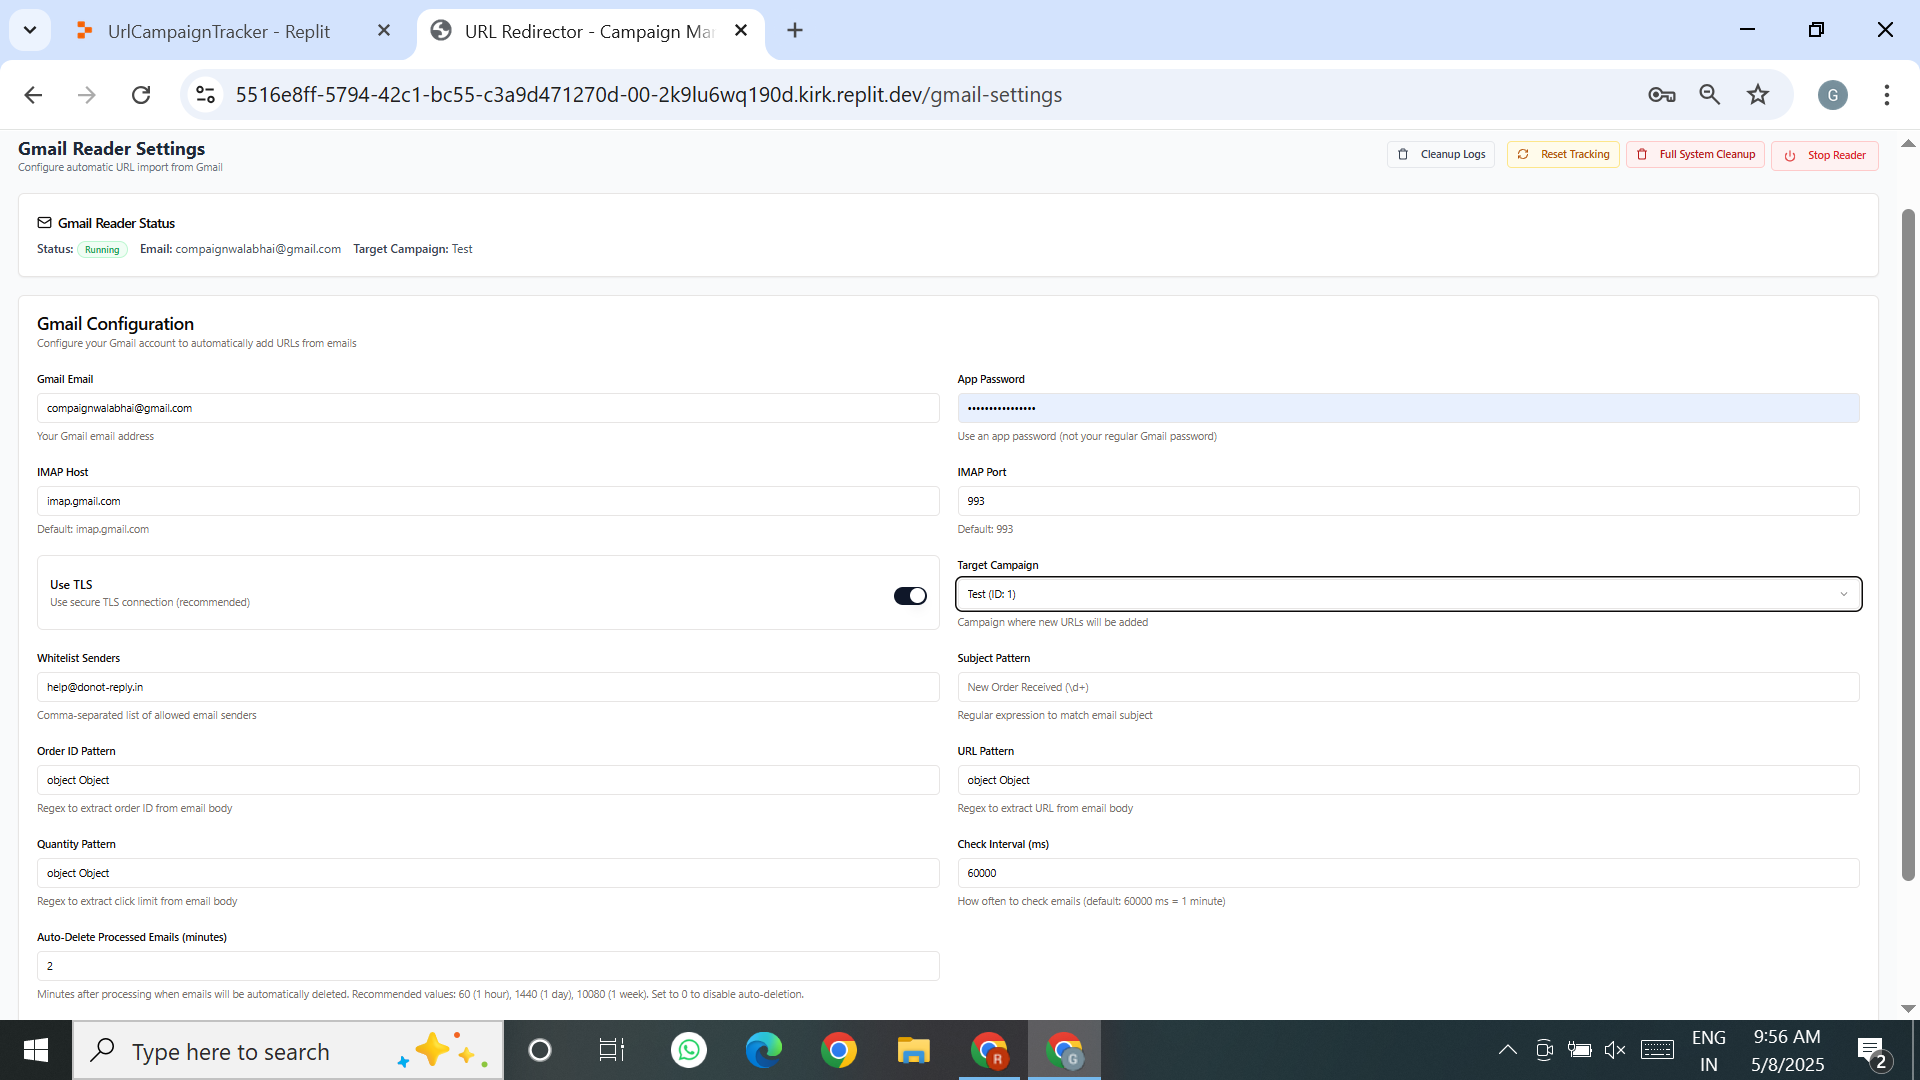 UrlCampaignTracker - Replit
URL Redirector - Campaign Ma
5516e8ff-5794-42c1-bc55-c3a9d471270d-00-2k9lu6wq190d.kirk.replit.dev/gmail-settings
G
Gmail Reader Settings
Configure automatic URL import from Gmail
Cleanup Logs
Reset Tracking
Full System Cleanup
Stop Reader
Gmail Reader Status
Status: Running Email: compaignwalabhai@gmail.com Target Campaign: Test
Gmail Configuration
Configure your Gmail account to automatically add URLs from emails
Gmail Email
App Password
compaignwalabhai@gmail.com
••••••••••••••••
Your Gmail email address
Use an app password (not your regular Gmail password)
IMAP Host
IMAP Port
imap.gmail.com
993
Default: imap.gmail.com
Default: 993
Use TLS
Use secure TLS connection (recommended)
Target Campaign
Test (ID: 1)
Campaign where new URLs will be added
Whitelist Senders
Subject Pattern
help@donot-reply.in
New Order Received (\d+)
Comma-separated list of allowed email senders
Regular expression to match email subject
Order ID Pattern
URL Pattern
object Object
object Object
Regex to extract order ID from email body
Regex to extract URL from email body
Quantity Pattern
Check Interval (ms)
object Object
60000
Regex to extract click limit from email body
How often to check emails (default: 60000 ms = 1 minute)
Auto-Delete Processed Emails (minutes)
2
Minutes after processing when emails will be automatically deleted. Recommended values: 60 (1 hour), 1440 (1 day), 10080 (1 week). Set to 0 to disable auto-deletion.
Type here to search
R
G
ENG
IN
9:56 AM
5/8/2025
2